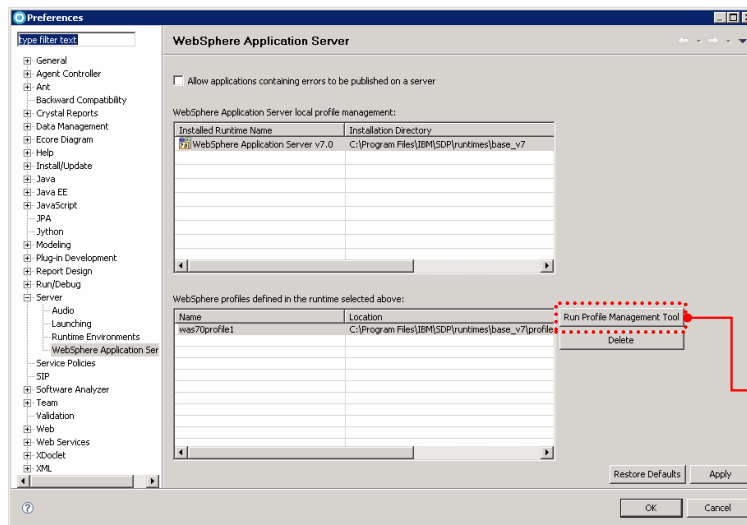 Preferences
type filter text
WebSphere Application Server
General
Agent Controller
Ant
Backward Compatibility
Crystal Reports
Data Management
Ecore Diagram
Help
Install/Update
Java
Java EE
JavaScript
JPA
Jython
Modeling
Plug-in Development
Report Design
Run/Debug
Server
Audio
Launching
Runtime Environments
WebSphere Application Ser
Service Policies
SIP
Software Analyzer
Team
Validation
Web
Web Services
XDoclet
XML
Allow applications containing errors to be published on a server
WebSphere Application Server local profile management:
Installed Runtime Name Installation Directory
WebSphere Application Server v7.0 C:\Program Files\IBM\SDP\runtimes\base_v7
WebSphere profiles defined in the runtime selected above:
Name Location
was70profile1 C:\Program Files\IBM\SDP\runtimes\base_v7\profile
Run Profile Management Tool
Delete
Restore Defaults Apply
OK Cancel